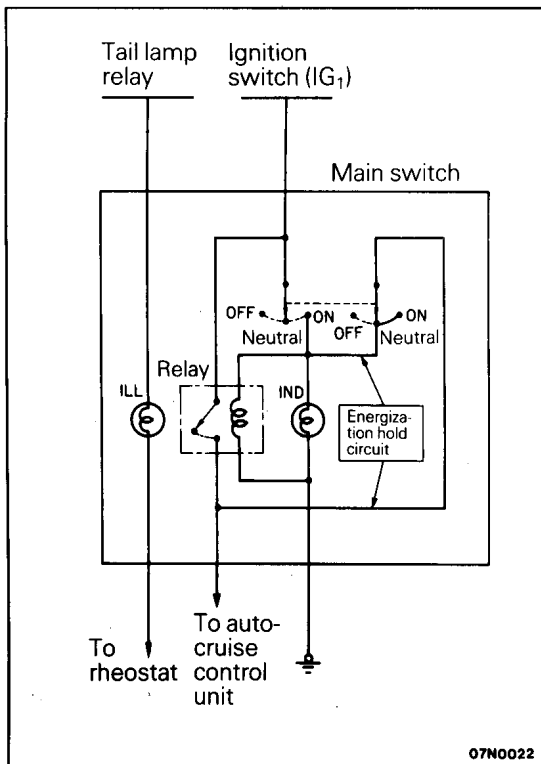 Tail lamp
relay
Ignition
switch (IG₁)
Main switch
OFF
ON
Neutral
OFF
ON
Neutral
Relay
ILL
IND
Energiza-
tion hold
circuit
To
rheostat
To auto-
cruise
control
unit
07N0022